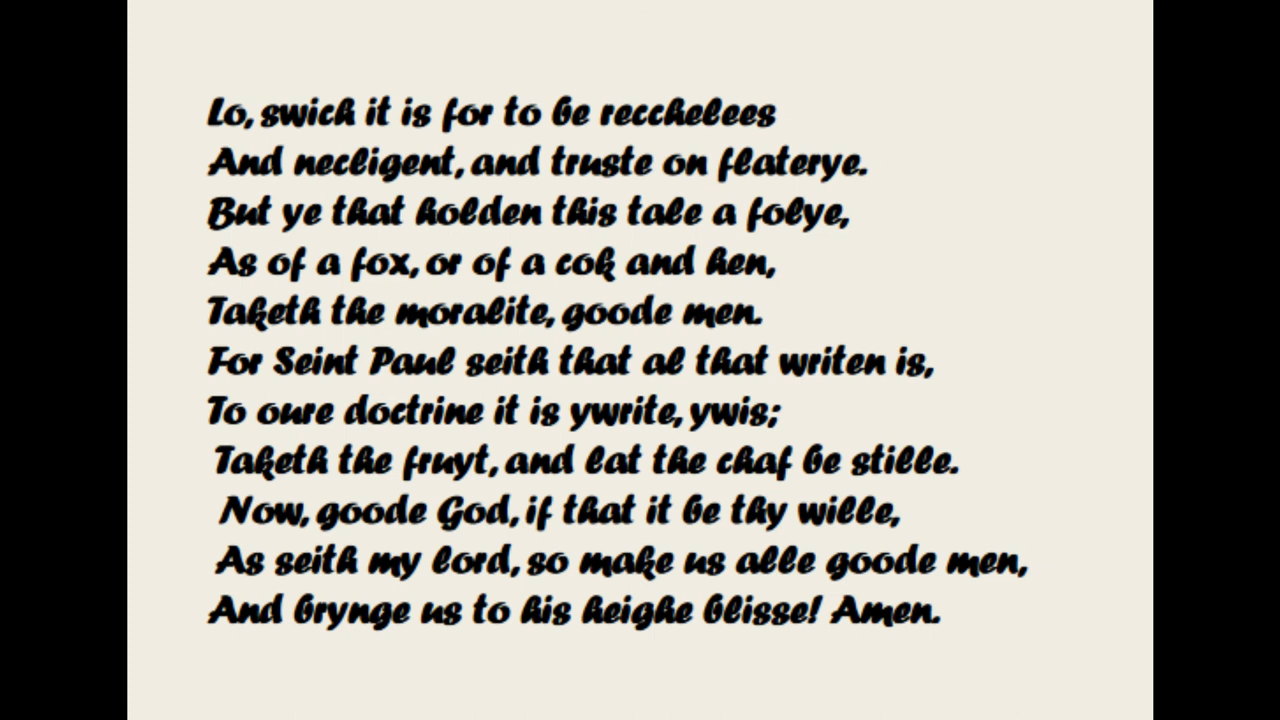 Lo, swich it is for to be recchelees
And necligent, and truste on flaterye.
But ye that holden this tale a folye,
As of a fox, or of a cok and hen,
Taketh the moralite, goode men.
For Seint Paul seith that al that writen is,
To oure doctrine it is ywrite, ywis;
Taketh the fruyt, and lat the chaf be stille.
Now, goode God, if that it be thy wille,
As seith my lord, so make us alle goode men,
And brynge us to his heighe blisse! Amen.